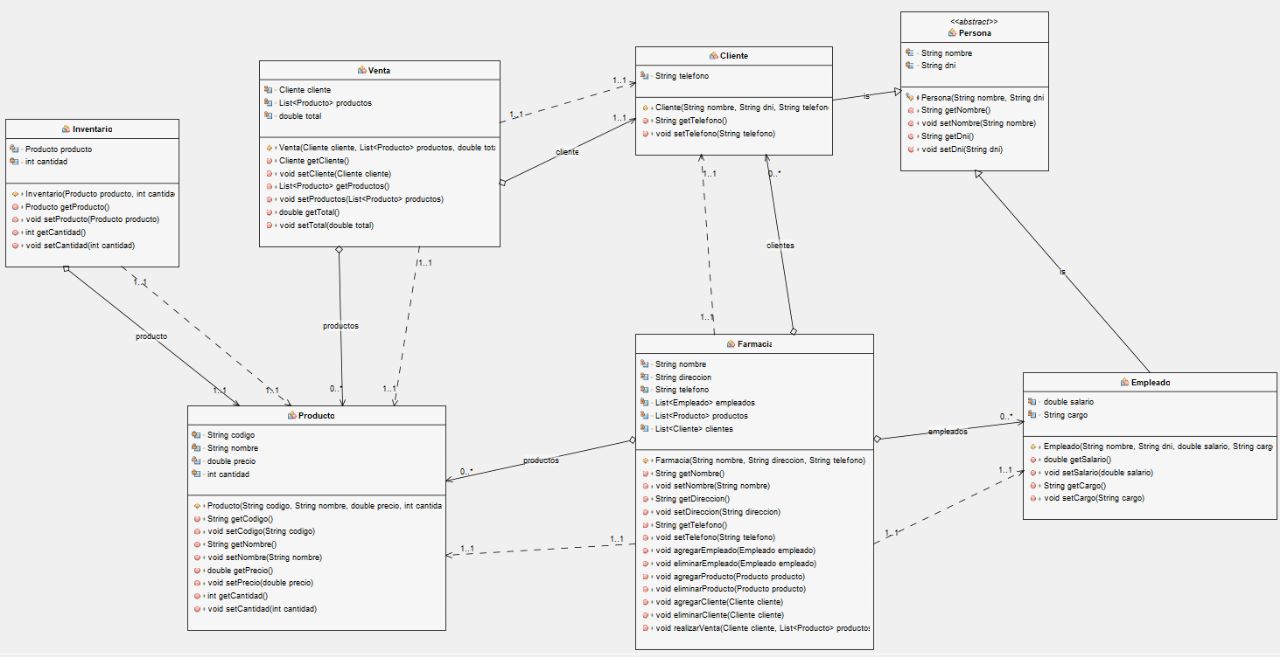 <<abstract>>
Persona
String nombre
String dni
Persona(String nombre, String dni
String getNombre()
void setNombre(String nombre)
String getDni()
void setDni(String dni)
Cliente
String telefono
Cliente(String nombre, String dni, String telefon
String getTelefono()
void setTelefono(String telefono)
Venta
Cliente cliente
List<Producto> productos
double total
Venta(Cliente cliente, List<Producto> productos, double tota
Cliente getCliente()
void setCliente(Cliente cliente)
List<Producto> getProductos()
void setProductos(List<Producto> productos)
double getTotal()
void setTotal(double total)
Inventario
Producto producto
int cantidad
Inventario(Producto producto, int cantida
Producto getProducto()
void setProducto(Producto producto)
int getCantidad()
void setCantidad(int cantidad)
1..1
1..1
1..1
cliente
is
1..1
1..1
producto
1..1
1..1
productos
0..*
1..1
1..1
1..1
1..1
0..*
clientes
is
Producto
String codigo
String nombre
double precio
int cantidad
Producto(String codigo, String nombre, double precio, int cantida
String getCodigo()
void setCodigo(String codigo)
String getNombre()
void setNombre(String nombre)
double getPrecio()
void setPrecio(double precio)
int getCantidad()
void setCantidad(int cantidad)
productos
0..*
1..1
1..1
Farmacia
String nombre
String direccion
String telefono
List<Empleado> empleados
List<Producto> productos
List<Cliente> clientes
Farmacia(String nombre, String direccion, String telefono)
String getNombre()
void setNombre(String nombre)
String getDireccion()
void setDireccion(String direccion)
String getTelefono()
void setTelefono(String telefono)
void agregarEmpleado(Empleado empleado)
void eliminarEmpleado(Empleado empleado)
void agregarProducto(Producto producto)
void eliminarProducto(Producto producto)
void agregarCliente(Cliente cliente)
void eliminarCliente(Cliente cliente)
void realizarVenta(Cliente cliente, List<Producto> productos
empleados
0..*
1..1
1..1
Empleado
double salario
String cargo
Empleado(String nombre, String dni, double salario, String carg
double getSalario()
void setSalario(double salario)
String getCargo()
void setCargo(String cargo)